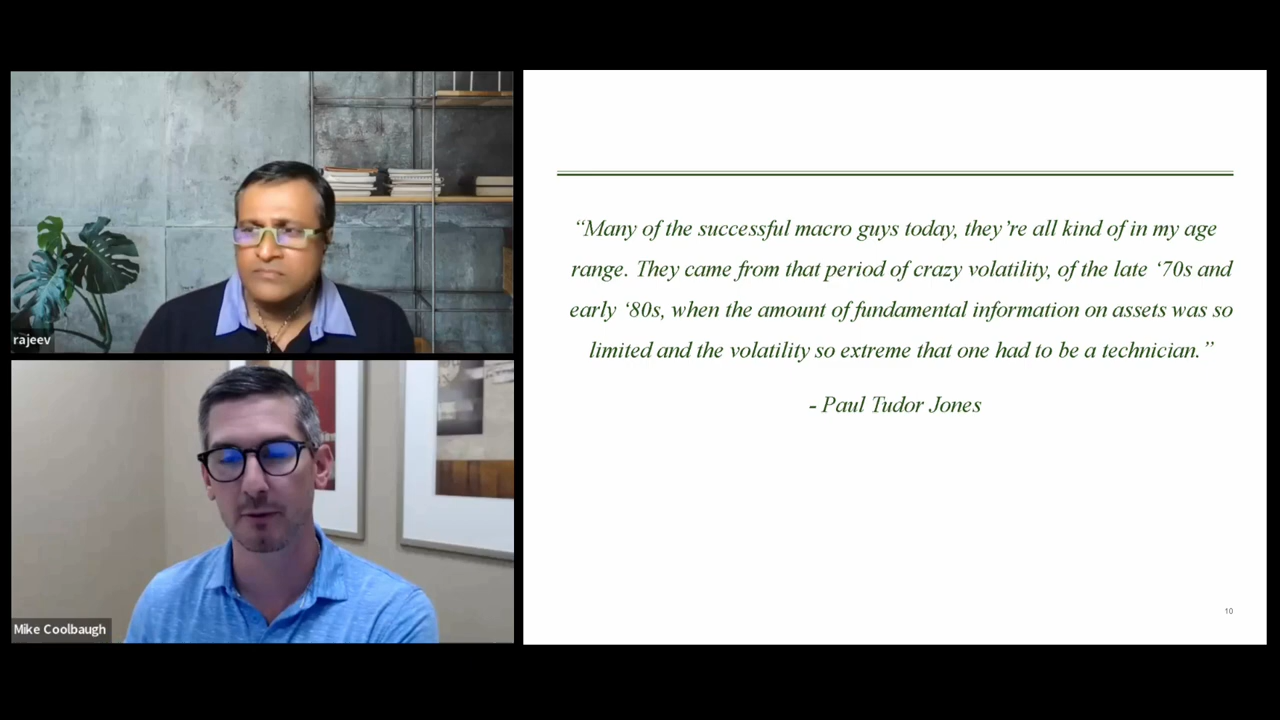 rajeev
Mike Coolbaugh
“Many of the successful macro guys today, they’re all kind of in my age
range. They came from that period of crazy volatility, of the late ‘70s and
early ‘80s, when the amount of fundamental information on assets was so
limited and the volatility so extreme that one had to be a technician.”
- Paul Tudor Jones
10